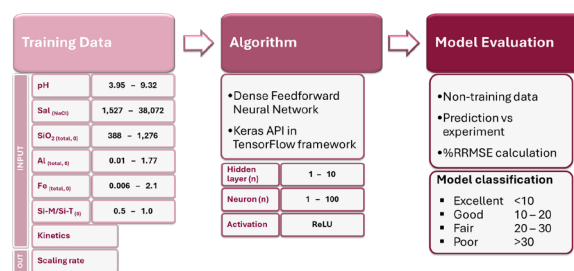 Training Data
INPUT
pH 3.95 – 9.32
Sal (NaCl) 1,527 – 38,072
SiO2 (total, 0) 388 – 1,276
Al (total, 0) 0.01 – 1.77
Fe (total, 0) 0.006 – 2.1
Si-M/Si-T (0) 0.5 – 1.0
Kinetics
OUT
Scaling rate
Algorithm
•Dense Feedforward
Neural Network
•Keras API in
TensorFlow framework
Hidden
layer (n) 1 – 10
Neuron (n) 1 – 100
Activation ReLU
Model Evaluation
•Non-training data
•Prediction vs
experiment
•%RRMSE calculation
Model classification
▪ Excellent <10
▪ Good 10 – 20
▪ Fair 20 – 30
▪ Poor >30